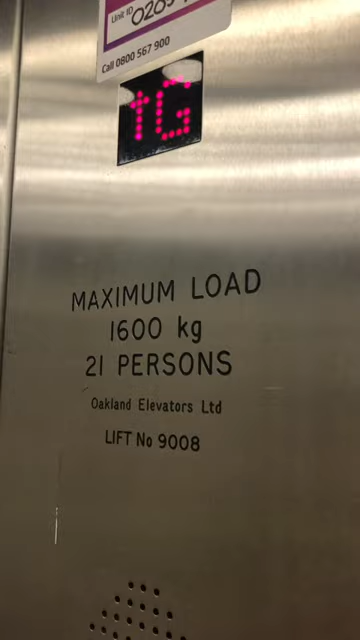 Unit ID
Call 0800 567 900
↑G
MAXIMUM LOAD
1600 kg
21 PERSONS
Oakland Elevators Ltd
LIFT No 9008